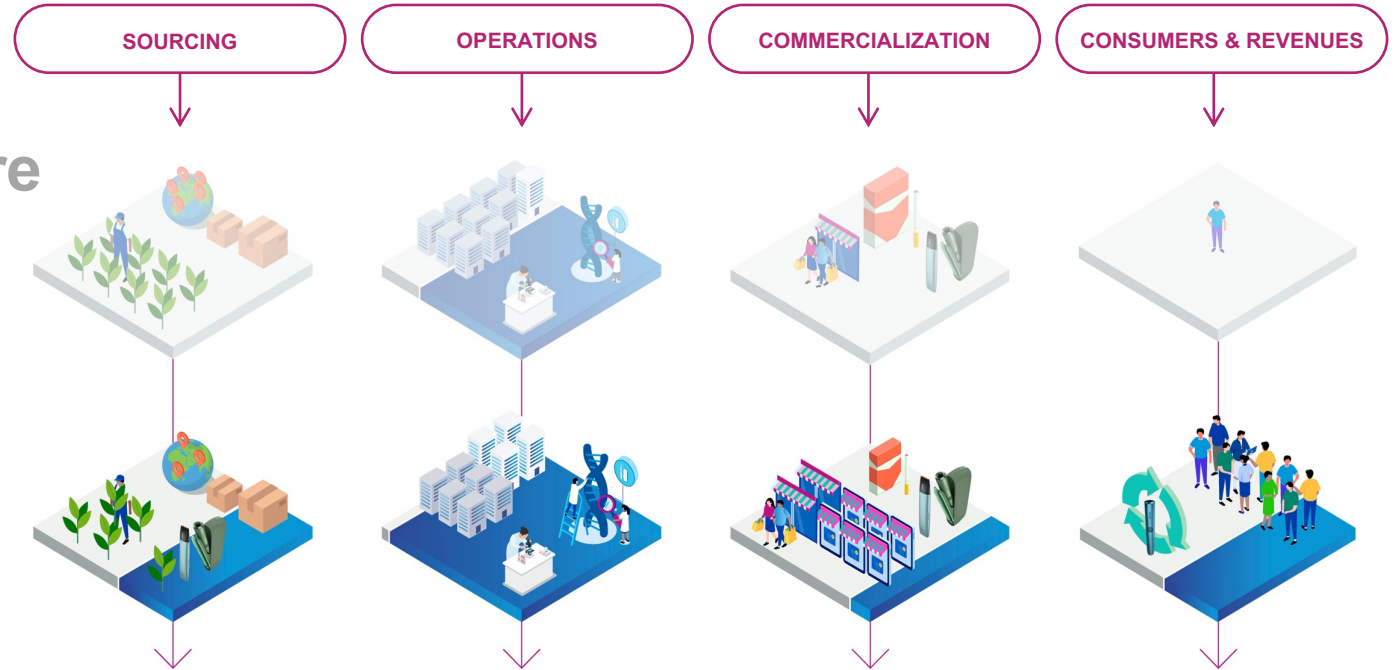 SOURCING
OPERATIONS
COMMERCIALIZATION
CONSUMERS & REVENUES
re